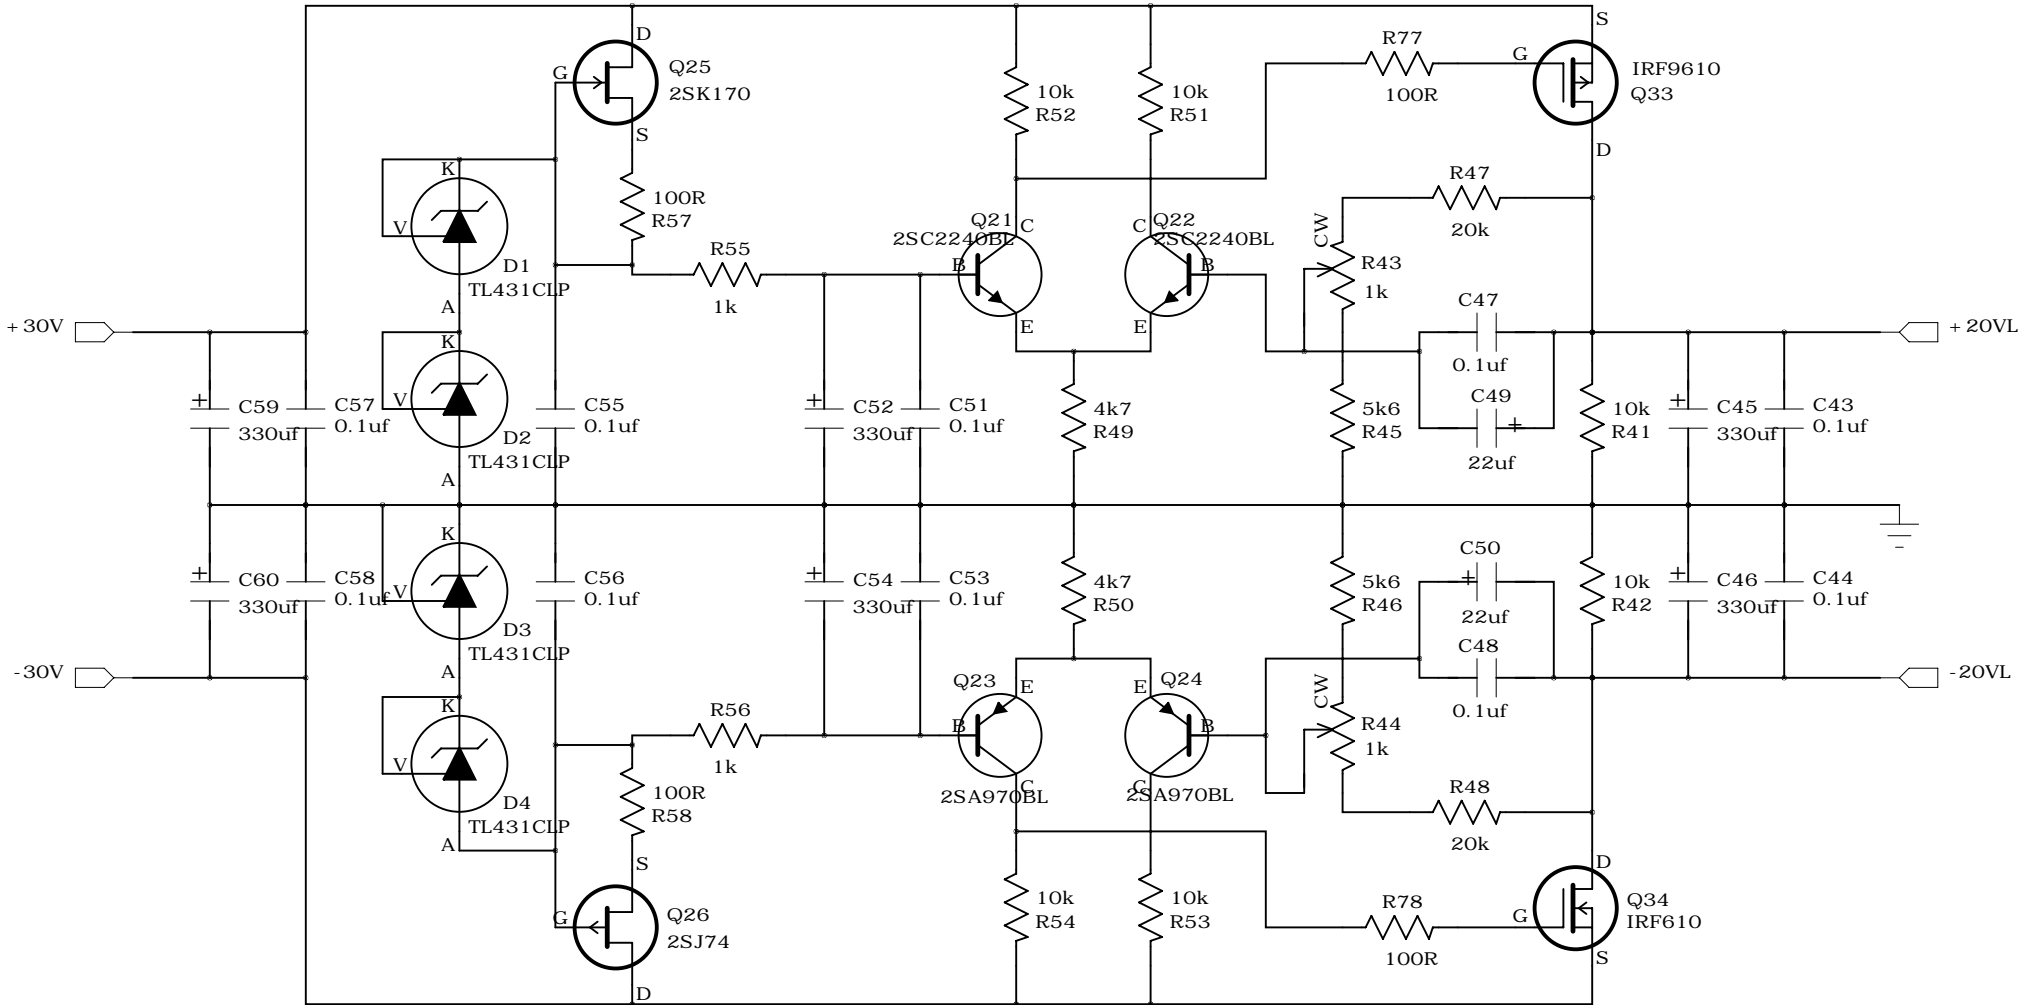 S
D
R77
G
G
Q25
2SK170
IRF9610
Q33
10k
R52
10k
R51
100R
S
D
K
R47
100R
R57
V
Q21
2SC2240BL
C
C
Q22
2SC2240BL
CW
20k
R55
B
B
D1
TL431CLP
R43
1k
1k
A
C47
+30V
E
E
+20VL
K
0.1uf
V
C49
+
C59
330uf
C57
0.1uf
C55
0.1uf
+
C52
330uf
C51
0.1uf
4k7
R49
5k6
R45
+
10k
R41
+
C45
330uf
C43
0.1uf
D2
TL431CLP
22uf
A
K
C50
+
C60
330uf
C58
0.1uf
V
C56
0.1uf
+
C54
330uf
C53
0.1uf
4k7
R50
5k6
R46
+
22uf
10k
R42
+
C46
330uf
C44
0.1uf
D3
TL431CLP
C48
-30V
A
Q23
E
E
Q24
CW
-20VL
K
R56
0.1uf
V
B
B
R44
1k
1k
D4
TL431CLP
100R
R58
C
2SA970BL
C
2SA970BL
R48
A
20k
S
D
G
Q26
2SJ74
10k
R54
10k
R53
R78
G
Q34
IRF610
100R
S
D